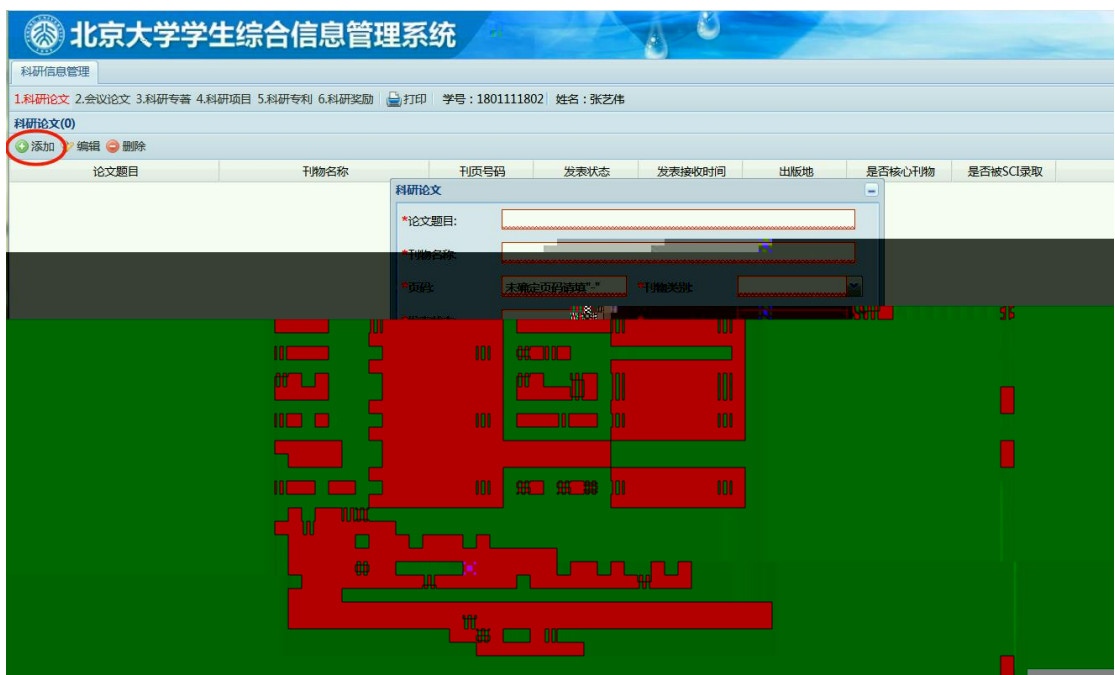 北京大学学生综合信息管理系统
科研信息管理
1.科研论文 2.会议论文 3.科研专著 4.科研项目 5.科研专利 6.科研奖励 打印 学号：1801111802 姓名：张艺伟
科研论文(0)
添加 编辑 删除
论文题目 刊物名称 刊页号码 发表状态 发表接收时间 出版地 是否核心刊物 是否被SCI录取
科研论文
*论文题目:
*刊物名称:
*页码: 未确定页码请填"-" *刊物类别: